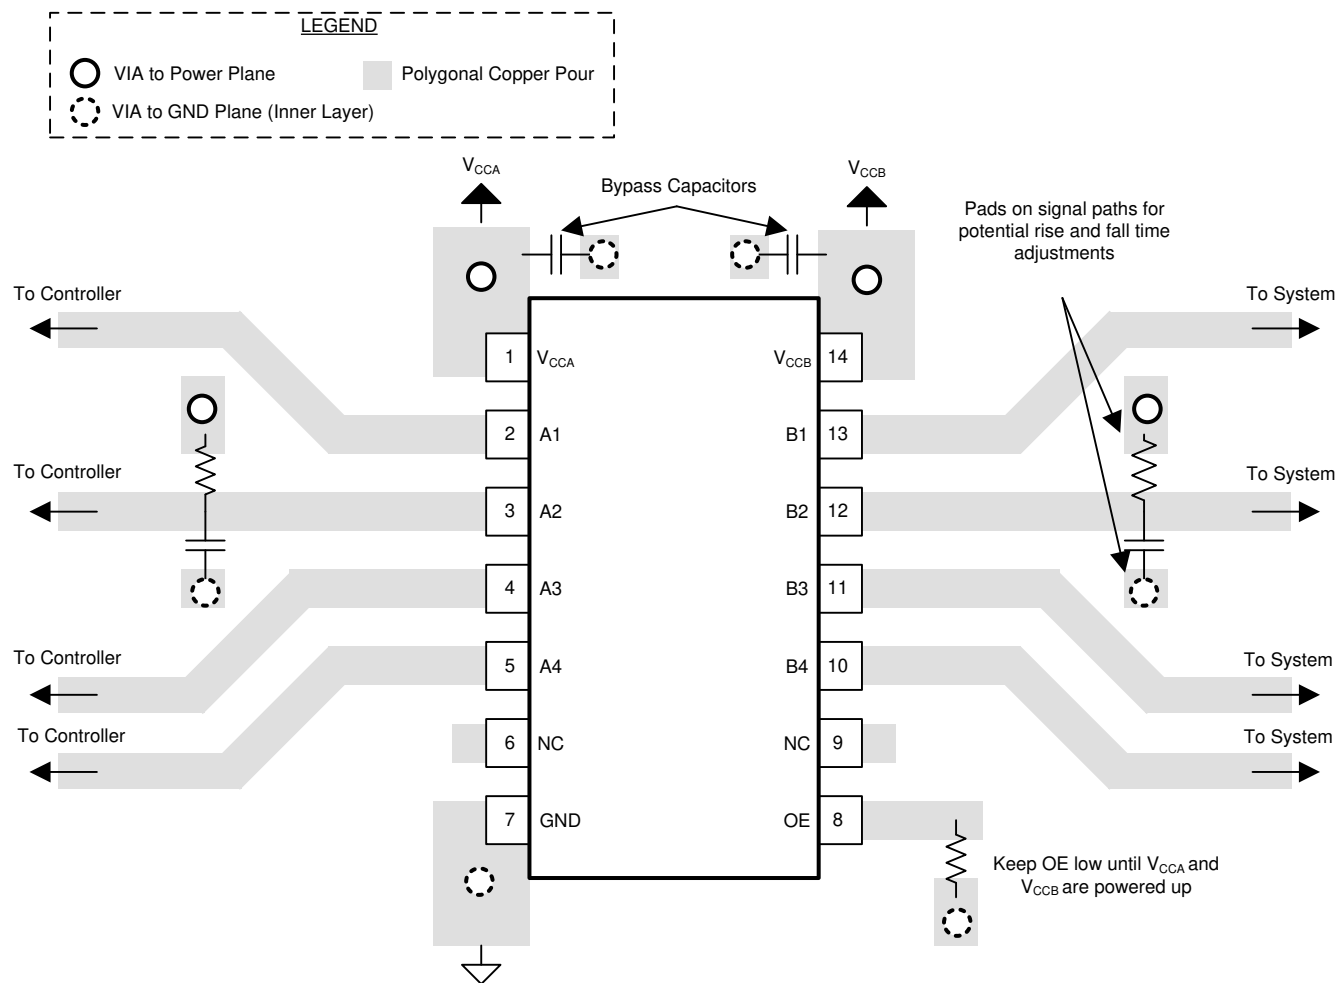 LEGEND
VIA to Power Plane
Polygonal Copper Pour
VIA to GND Plane (Inner Layer)
VCCA
Bypass Capacitors
VCCB
Pads on signal paths for
potential rise and fall time
adjustments
To Controller
To System
1 VCCA
VCCB 14
2 A1
B1 13
To Controller
To System
3 A2
B2 12
4 A3
B3 11
To Controller
To System
5 A4
B4 10
To Controller
To System
6 NC
NC 9
7 GND
OE 8
Keep OE low until VCCA and
VCCB are powered up